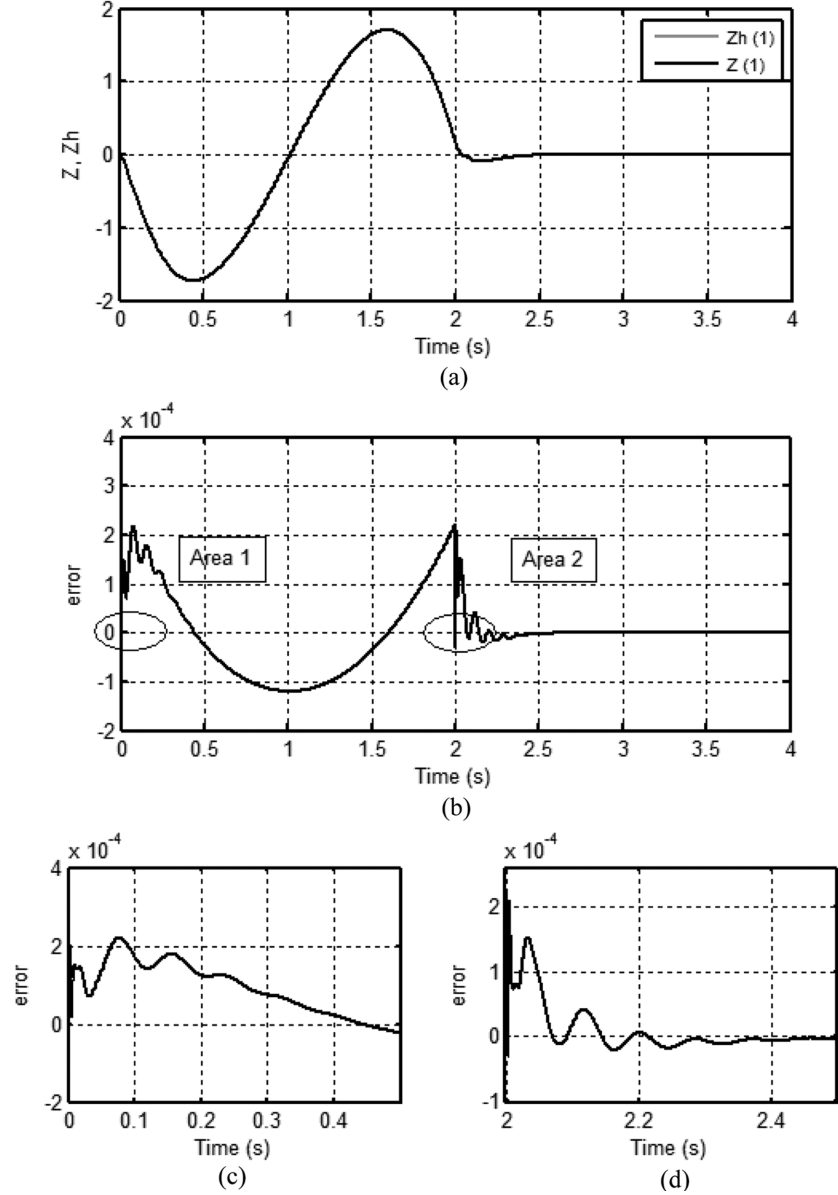 2
1
0
-1
-2
Z, Zh
Zh (1)
Z (1)
0 0.5 1 1.5 2 2.5 3 3.5 4
Time (s)
(a)
x 10-4
4
3
2
1
0
-1
-2
error
Area 1
Area 2
0 0.5 1 1.5 2 2.5 3 3.5 4
Time (s)
(b)
x 10-4
4
2
0
-2
error
0 0.1 0.2 0.3 0.4
Time (s)
(c)
x 10-4
2
1
0
-1
error
2 2.2 2.4
Time (s)
(d)